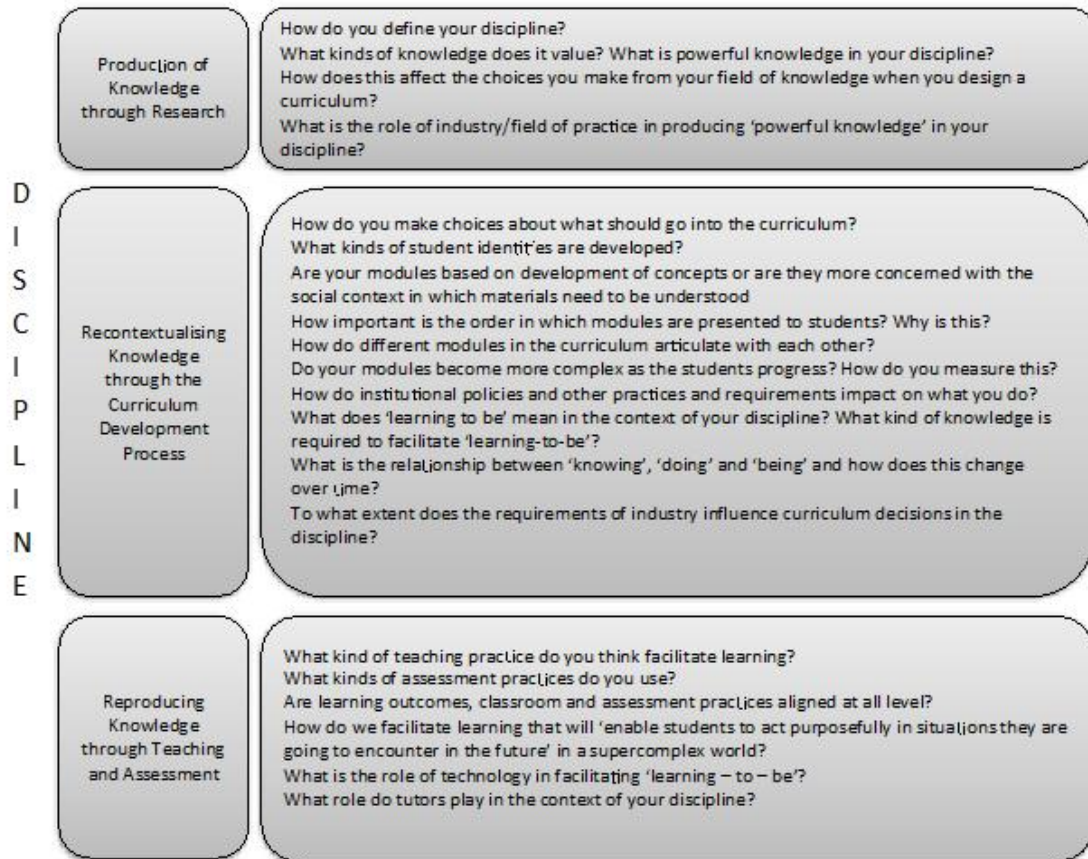 Production of
Knowledge
through Research
How do you define your discipline?
What kinds of knowledge does it value? What is powerful knowledge in your discipline?
How does this affect the choices you make from your field of knowledge when you design a
curriculum?
What is the role of industry/field of practice in producing ‘powerful knowledge’ in your
discipline?
D
I
S
C
I
P
L
I
N
E
Recontextualising
Knowledge
through the
Curriculum
Development
Process
How do you make choices about what should go into the curriculum?
What kinds of student identities are developed?
Are your modules based on development of concepts or are they more concerned with the
social context in which materials need to be understood
How important is the order in which modules are presented to students? Why is this?
How do different modules in the curriculum articulate with each other?
Do your modules become more complex as the students progress? How do you measure this?
How do institutional policies and other practices and requirements impact on what you do?
What does ‘learning to be’ mean in the context of your discipline? What kind of knowledge is
required to facilitate ‘learning-to-be’?
What is the relationship between ‘knowing’, ‘doing’ and ‘being’ and how does this change
over time?
To what extent does the requirements of industry influence curriculum decisions in the
discipline?
Reproducing
Knowledge
through Teaching
and Assessment
What kind of teaching practice do you think facilitate learning?
What kinds of assessment practices do you use?
Are learning outcomes, classroom and assessment practices aligned at all level?
How do we facilitate learning that will ‘enable students to act purposefully in situations they are
going to encounter in the future’ in a supercomplex world?
What is the role of technology in facilitating ‘learning – to – be’?
What role do tutors play in the context of your discipline?